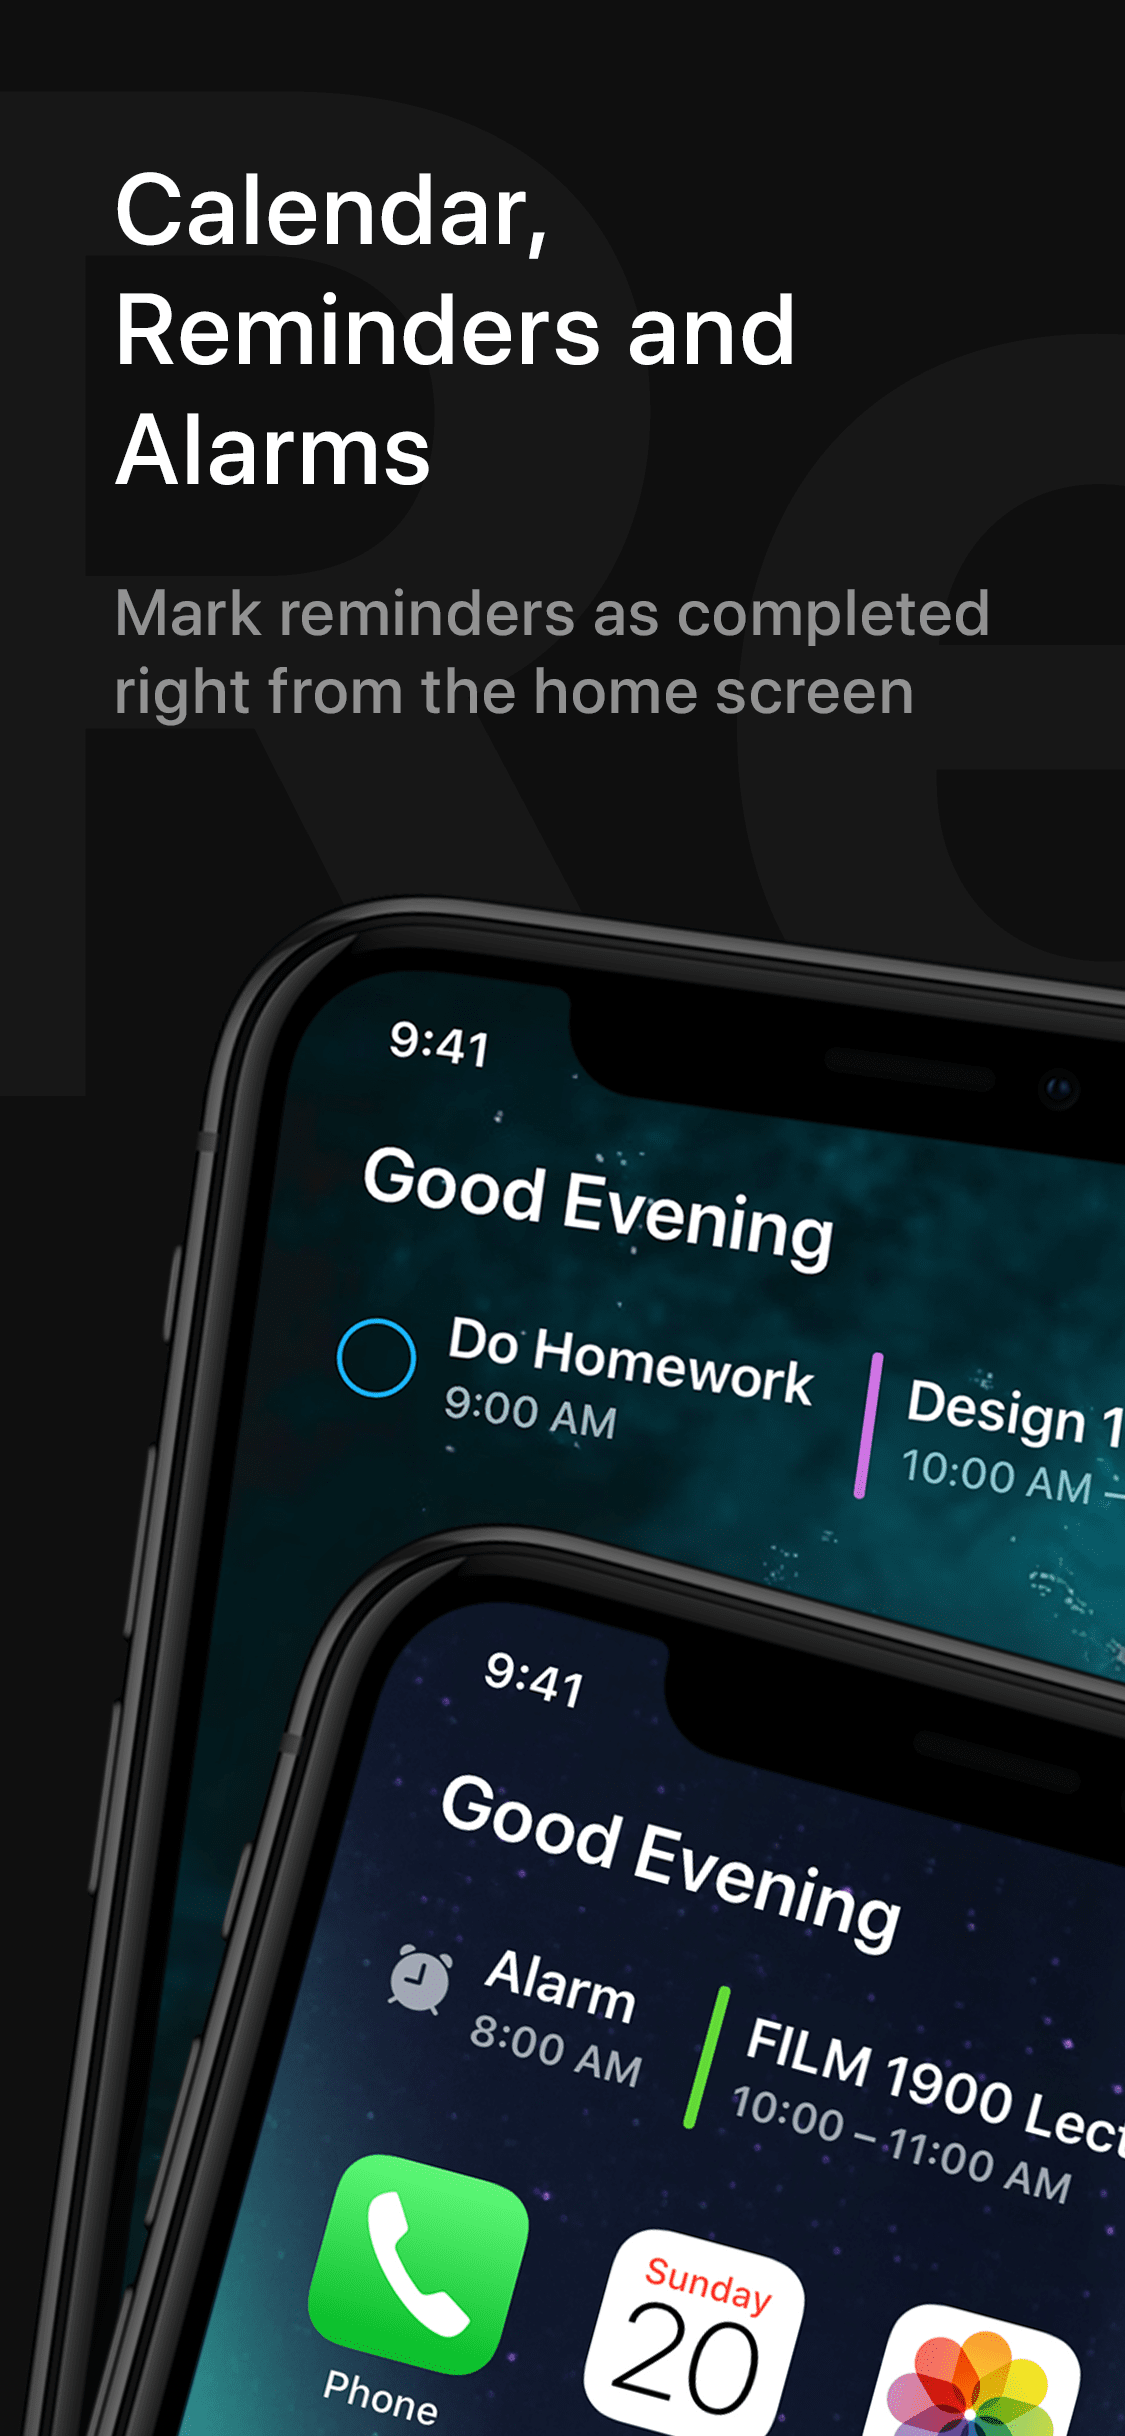 Calendar,
Reminders and
Alarms
Mark reminders as completed
right from the home screen
9:41
Good Evening
Do Homework
9:00 AM
Design 1
10:00 AM –
9:41
Good Evening
Alarm
8:00 AM
FILM 1900 Lect
10:00 – 11:00 AM
Phone
Sunday
20
Re